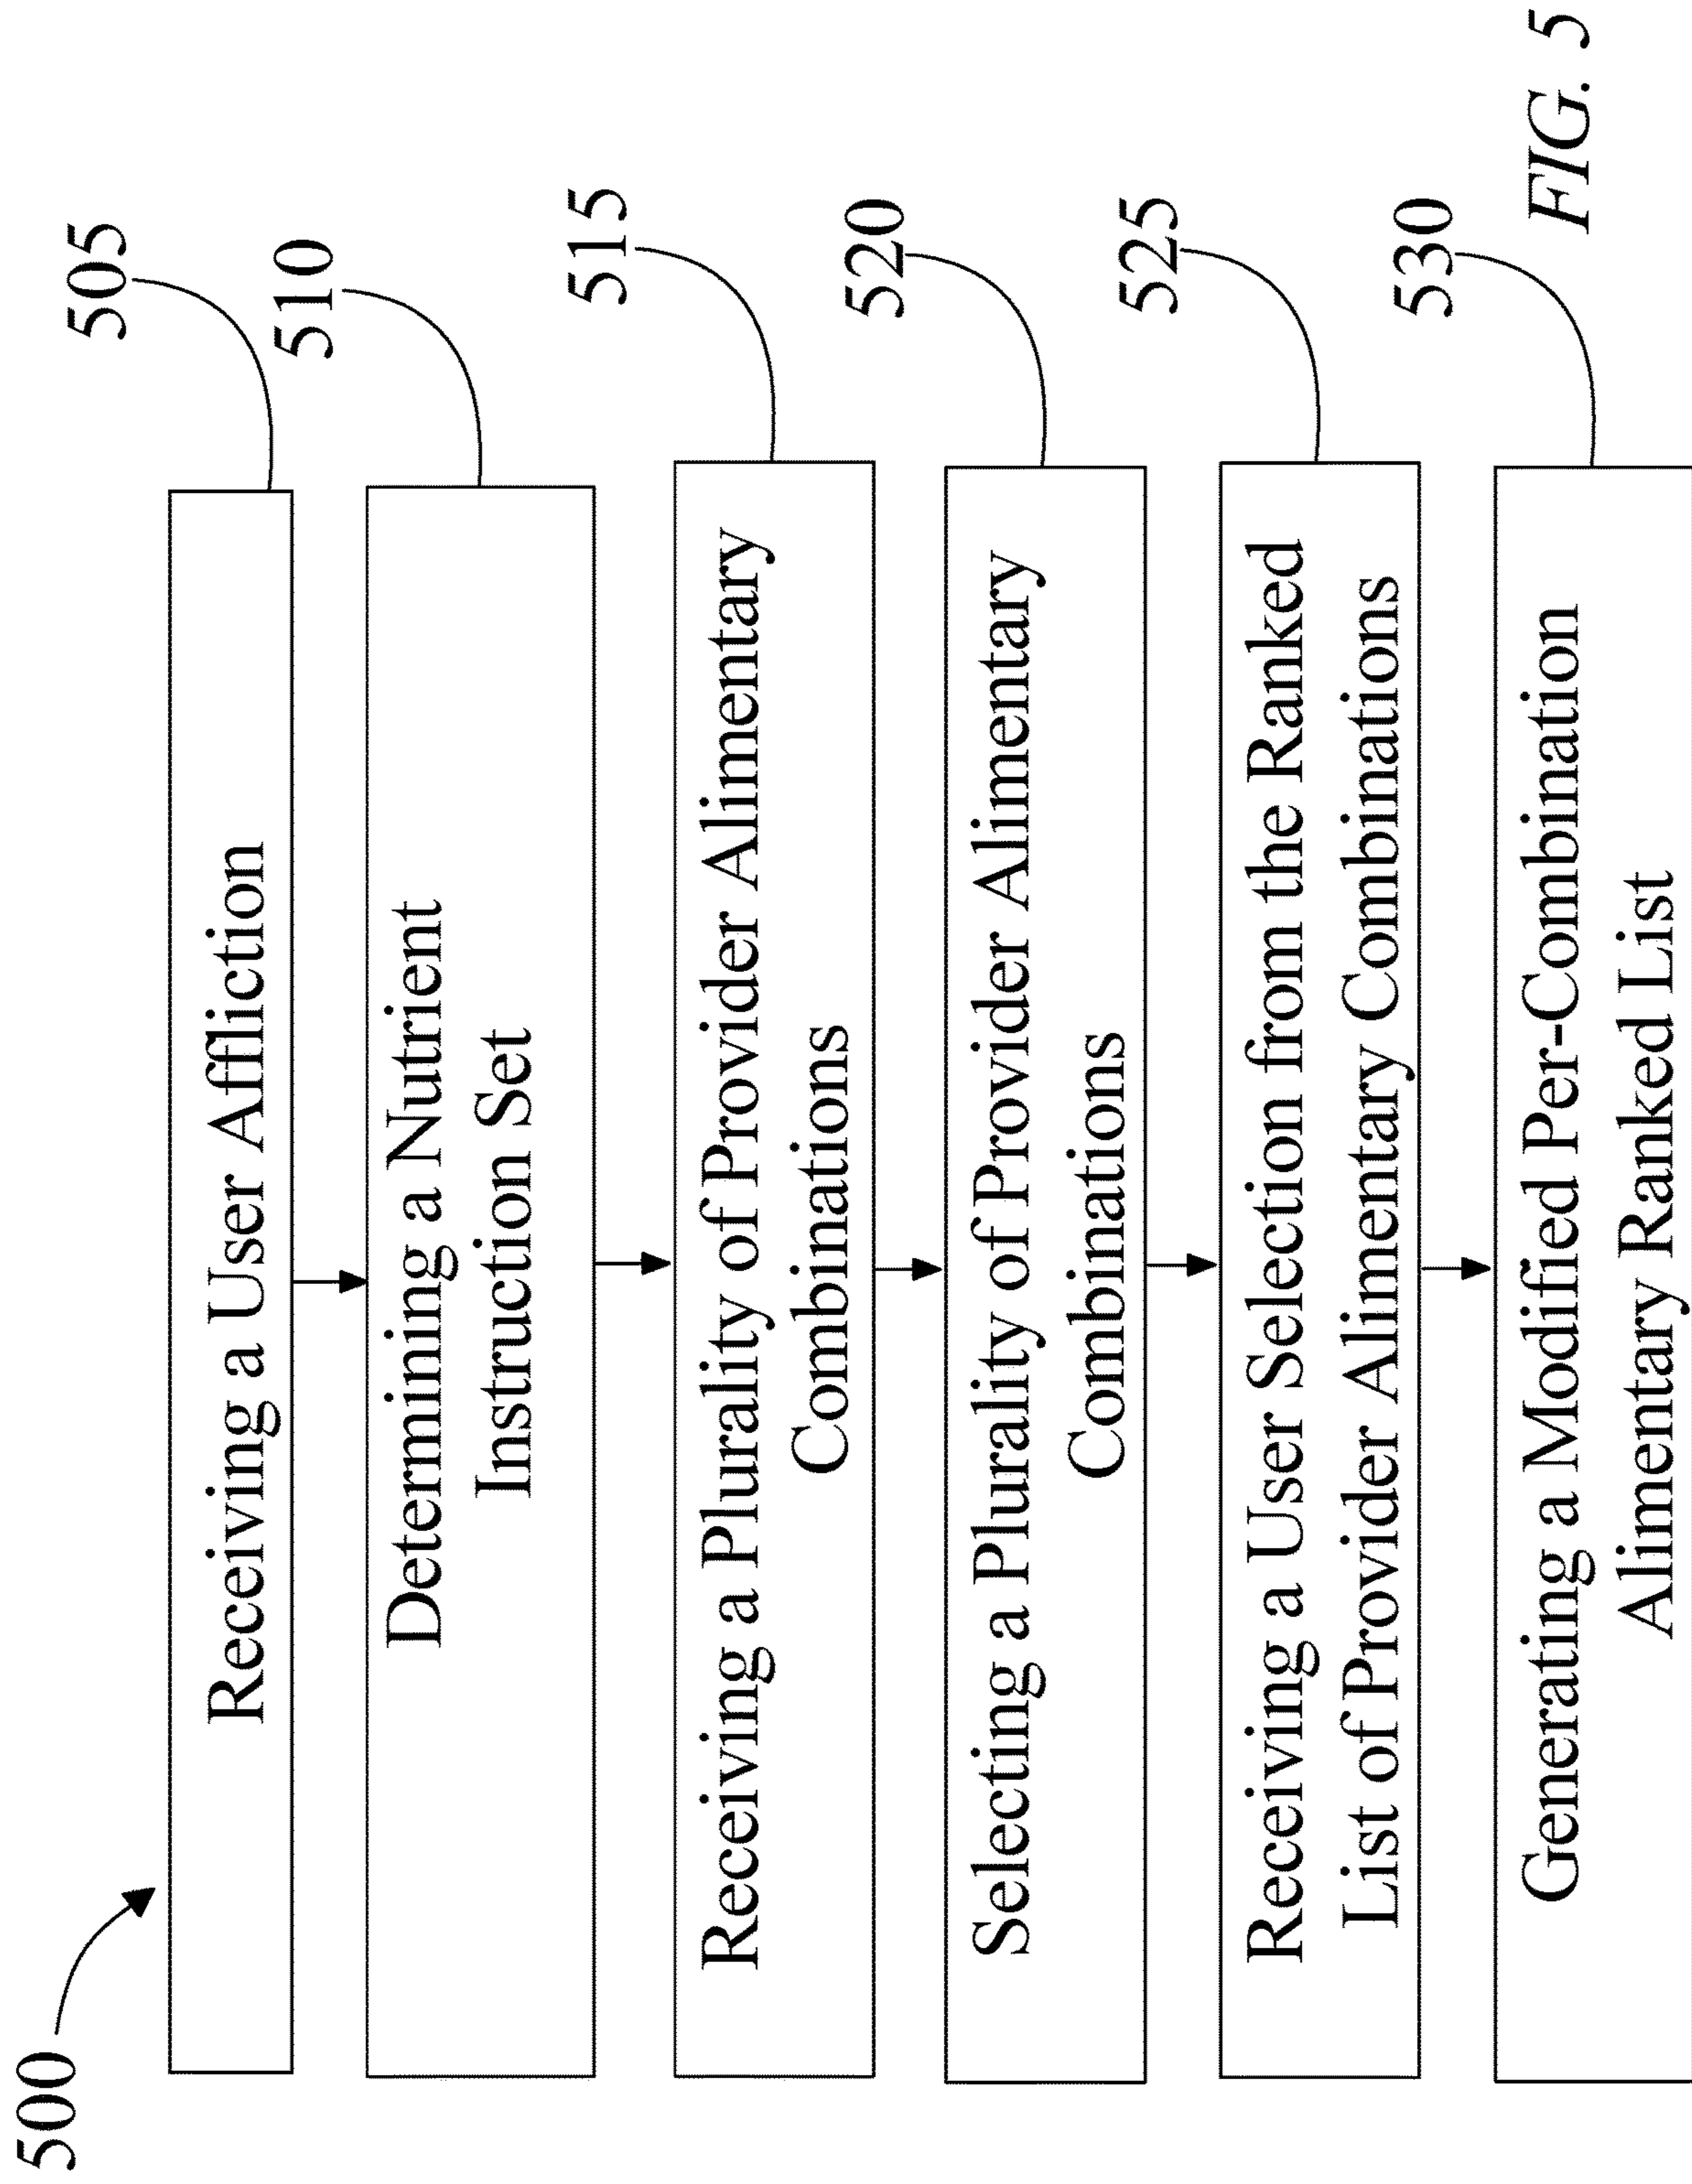 500
505
Receiving a User Affliction
510
Determining a Nutrient
Instruction Set
515
Receiving a Plurality of Provider Alimentary
Combinations
520
Selecting a Plurality of Provider Alimentary
Combinations
525
Receiving a User Selection from the Ranked
List of Provider Alimentary Combinations
530
Generating a Modified Per-Combination
Alimentary Ranked List
FIG. 5